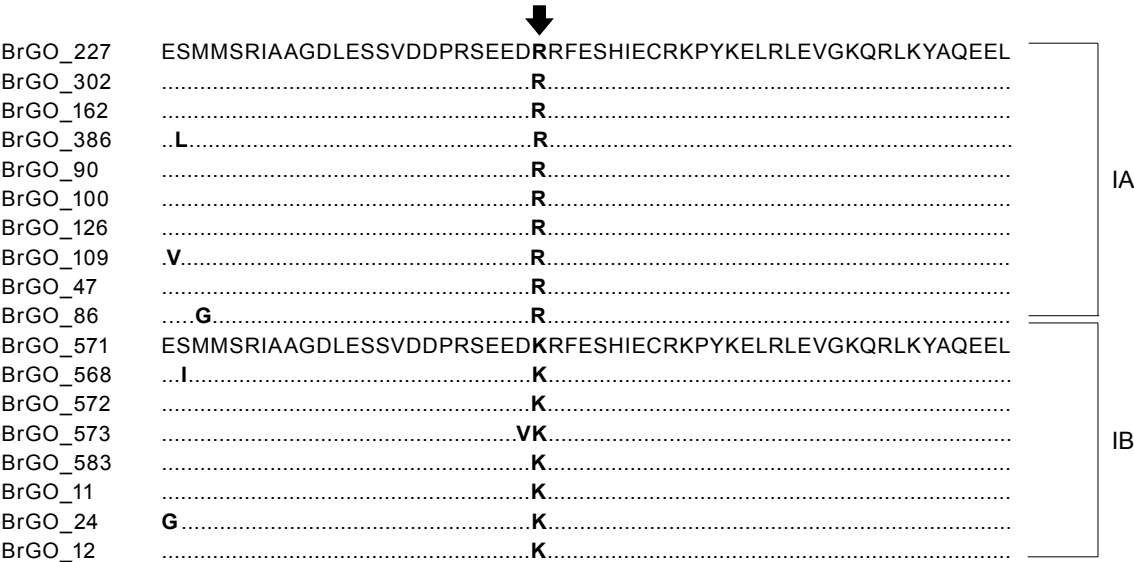 BrGO_227 ESMMSRIAAGDLESSVDDPRSEEDRRFESHIECRKPYKELRLEVGKQRLKYAQEEL
BrGO_302 .............................................................R.............................................................................
BrGO_162 .............................................................R.............................................................................
BrGO_386 ..L..........................................................R.............................................................................
BrGO_90 .............................................................R.............................................................................
BrGO_100 .............................................................R.............................................................................
BrGO_126 .............................................................R.............................................................................
BrGO_109 .V...........................................................R.............................................................................
BrGO_47 .............................................................R.............................................................................
BrGO_86 .....G.......................................................R.............................................................................
IA
BrGO_571 ESMMSRIAAGDLESSVDDPRSEEDKRFESHIECRKPYKELRLEVGKQRLKYAQEEL
BrGO_568 ...I.........................................................K.............................................................................
BrGO_572 .............................................................K.............................................................................
BrGO_573 ...........................................................VK.............................................................................
BrGO_583 .............................................................K.............................................................................
BrGO_11 .............................................................K.............................................................................
BrGO_24 G..........................................................K.............................................................................
BrGO_12 .............................................................K.............................................................................
IB